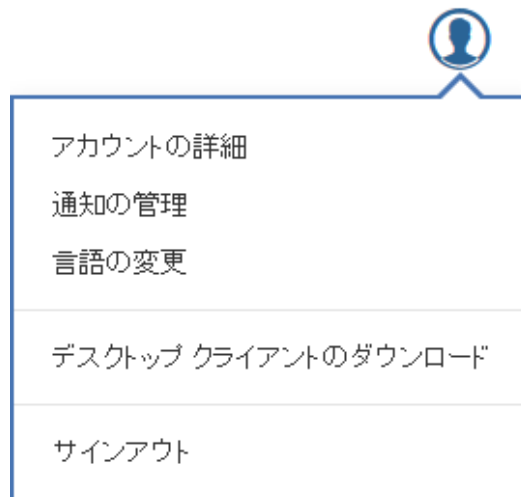 アカウントの詳細
通知の管理
言語の変更
デスクトップ クライアントのダウンロード
サインアウト